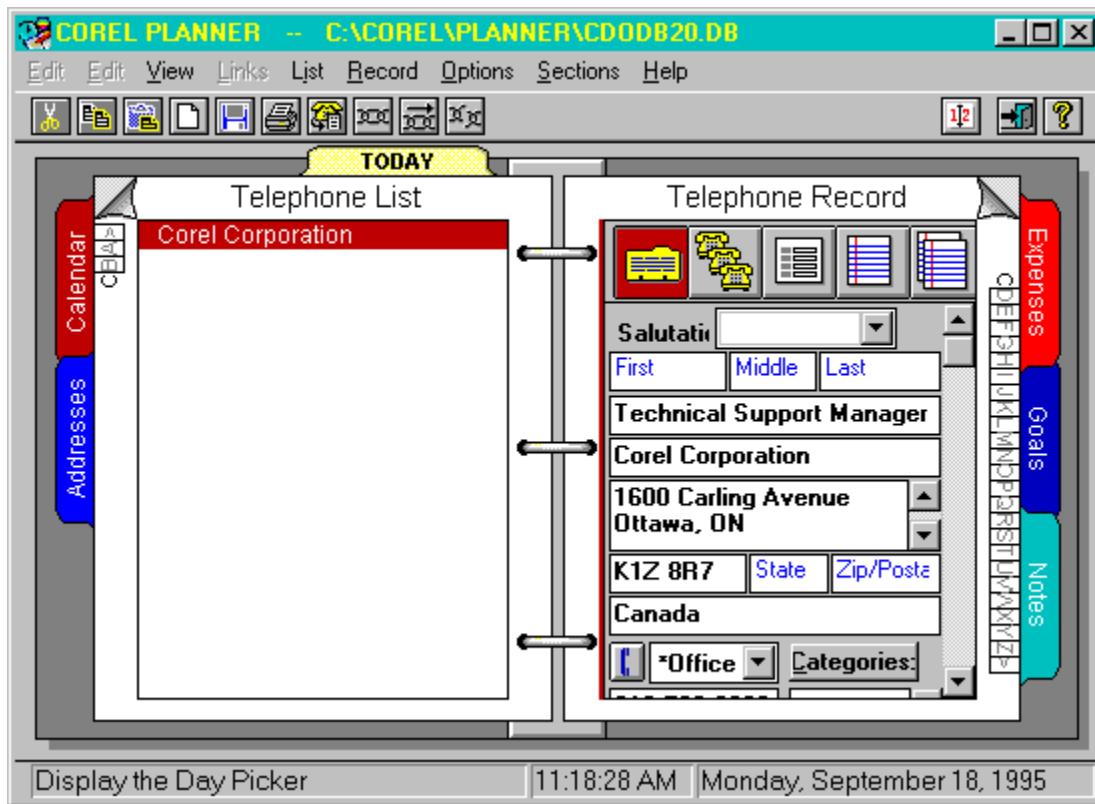 COREL PLANNER -- C:\COREL\PLANNER\CDODB20.DB
Edit Edit View Links List Record Options Sections Help
1 2
TODAY
Telephone List
Corel Corporation
Calendar
Addresses
A
B
C
Telephone Record
Salutatio
First Middle Last
Technical Support Manager
Corel Corporation
1600 Carling Avenue
Ottawa, ON
K1Z 8R7 State Zip/Posta
Canada
*Office Categories:
Expenses
Goals
Notes
Display the Day Picker 11:18:28 AM Monday, September 18, 1995